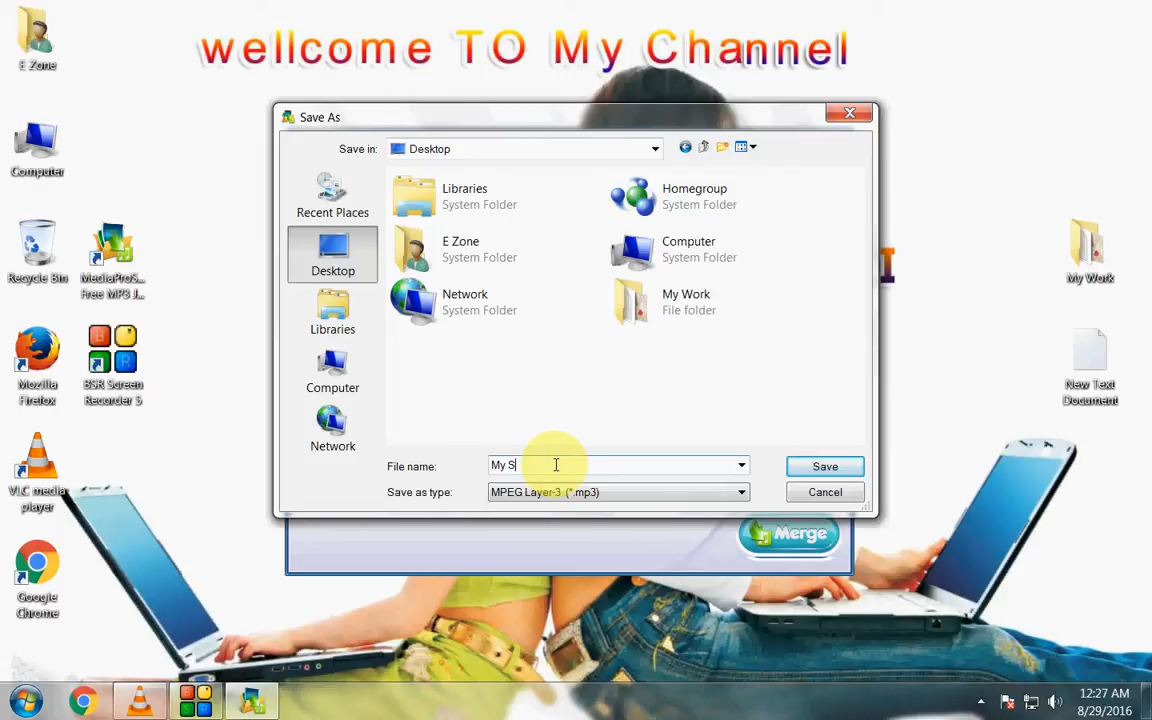 wellcome TO My Channel
E Zone
Computer
Recycle Bin
MediaProS...
Free MP3 J...
Mozilla
Firefox
BSR Screen
Recorder 5
VLC media
player
Google
Chrome
Save As
Save in:
Desktop
Recent Places
Desktop
Libraries
Computer
Network
Libraries
System Folder
Homegroup
System Folder
E Zone
System Folder
Computer
System Folder
Network
System Folder
My Work
File folder
File name:
My S
Save
Save as type:
MPEG Layer-3 (*.mp3)
Cancel
Merge
My Work
New Text
Document
12:27 AM
8/29/2016